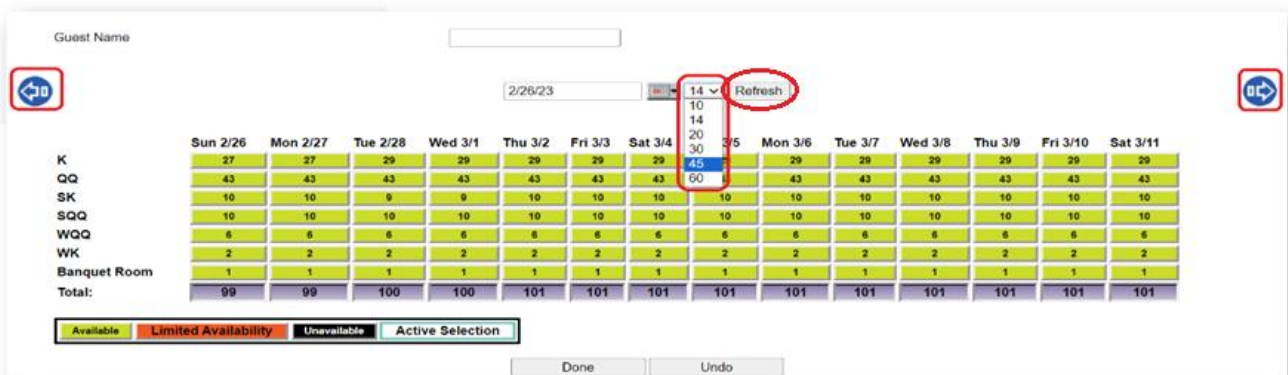 Guest Name
2/26/23 14 Refresh
10
14
20
30
45
60
Sun 2/26 Mon 2/27 Tue 2/28 Wed 3/1 Thu 3/2 Fri 3/3 Sat 3/4 3/5 Mon 3/6 Tue 3/7 Wed 3/8 Thu 3/9 Fri 3/10 Sat 3/11
K 27 27 29 29 29 29 29 29 29 29 29 29 29
QQ 43 43 43 43 43 43 43 43 43 43 43 43 43
SK 10 10 9 9 10 10 10 10 10 10 10 10 10 10
SQQ 10 10 10 10 10 10 10 10 10 10 10 10 10 10
WQQ 6 6 6 6 6 6 6 6 6 6 6 6 6 6
WK 2 2 2 2 2 2 2 2 2 2 2 2 2 2
Banquet Room 1 1 1 1 1 1 1 1 1 1 1 1 1 1
Total: 99 99 100 100 101 101 101 101 101 101 101 101 101 101
Available Limited Availability Unavailable Active Selection
Done Undo